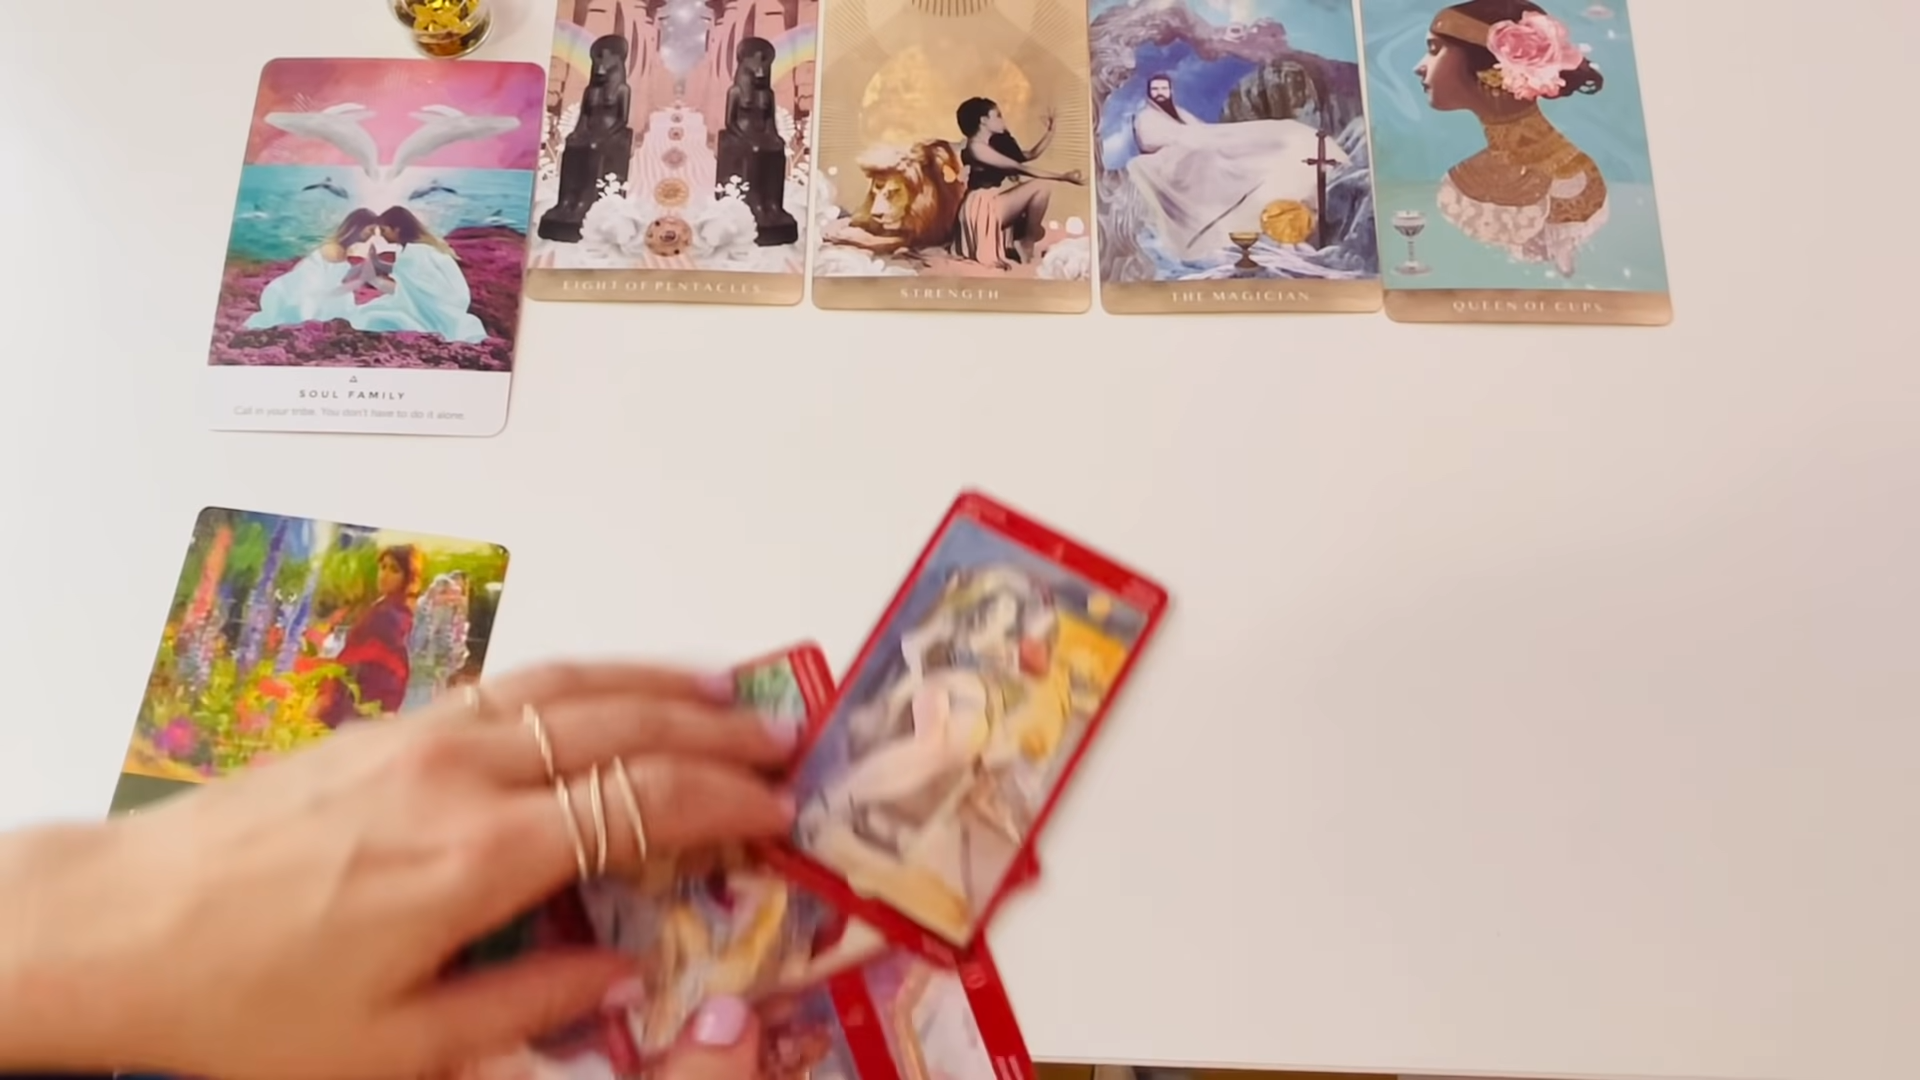 EIGHT OF PENTACLES
STRENGTH
THE MAGICIAN
QUEEN OF CUPS
SOUL FAMILY
Call in your tribe. You don't have to do it alone.